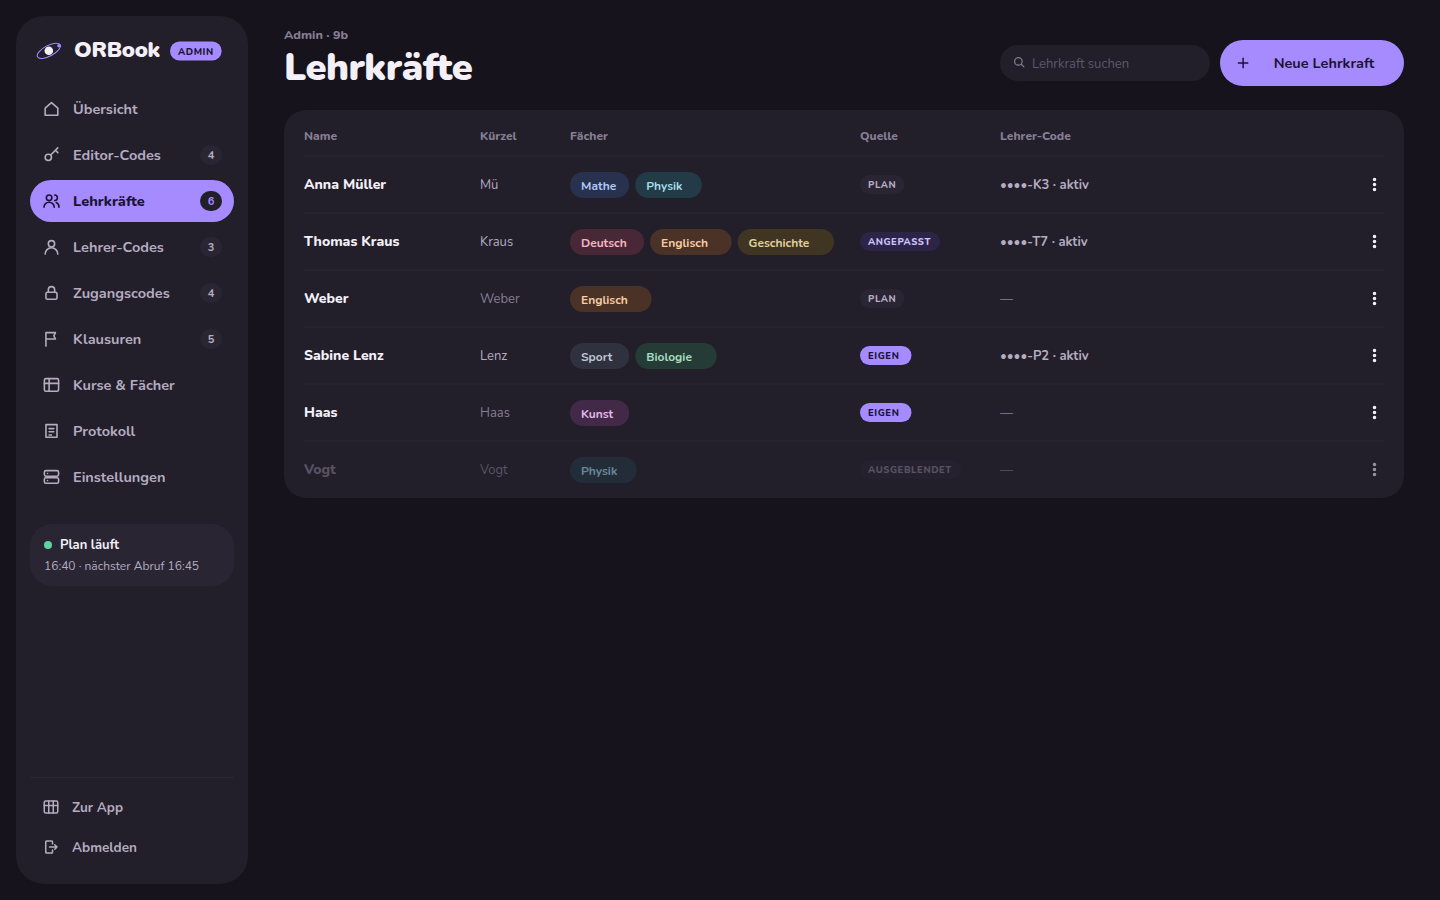 ORBook ADMIN
Übersicht
Editor-Codes 4
Lehrkräfte 6
Lehrer-Codes 3
Zugangscodes 4
Klausuren 5
Kurse & Fächer
Protokoll
Einstellungen
Plan läuft
16:40 · nächster Abruf 16:45
Zur App
Abmelden
Admin · 9b
Lehrkräfte
Lehrkraft suchen
+ Neue Lehrkraft
Name Kürzel Fächer Quelle Lehrer-Code
Anna Müller Mü Mathe Physik PLAN ●●●●-K3 · aktiv
Thomas Kraus Kraus Deutsch Englisch Geschichte ANGEPASST ●●●●-T7 · aktiv
Weber Weber Englisch PLAN —
Sabine Lenz Lenz Sport Biologie EIGEN ●●●●-P2 · aktiv
Haas Haas Kunst EIGEN —
Vogt Vogt Physik AUSGEBLENDET —